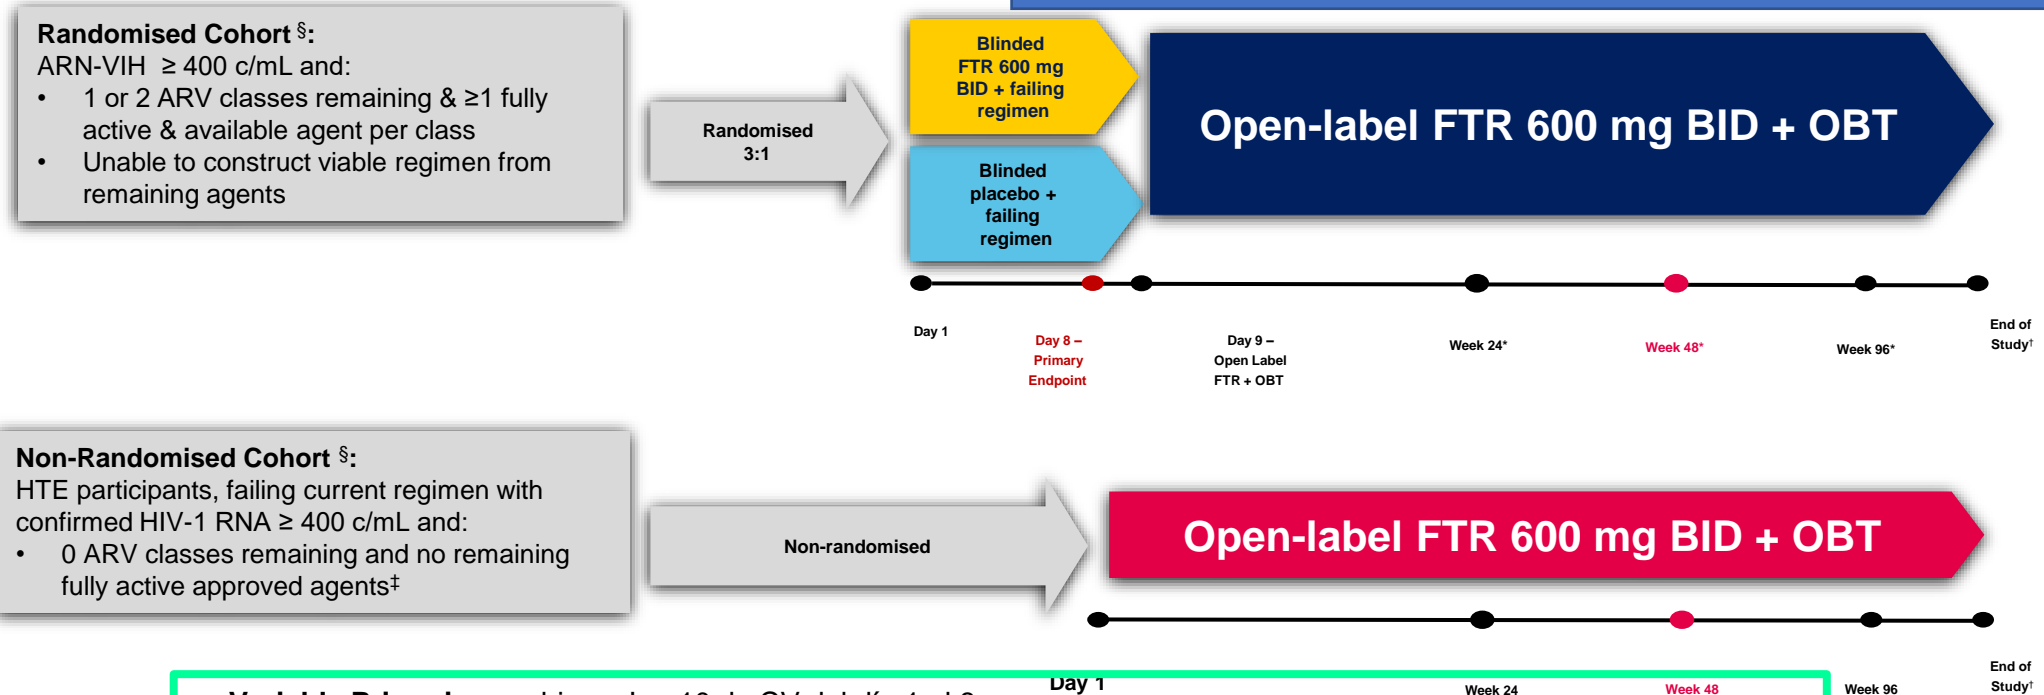 Randomised Cohort §:
ARN-VIH ≥ 400 c/mL and:
• 1 or 2 ARV classes remaining & ≥1 fully
active & available agent per class
• Unable to construct viable regimen from
remaining agents
Randomised
3:1
Blinded
FTR 600 mg
BID + failing
regimen
Blinded
placebo +
failing
regimen
Open-label FTR 600 mg BID + OBT
Day 1
Day 8 –
Primary
Endpoint
Day 9 –
Open Label
FTR + OBT
Week 24*
Week 48*
Week 96*
End of
Study†
Non-Randomised Cohort §:
HTE participants, failing current regimen with
confirmed HIV-1 RNA ≥ 400 c/mL and:
• 0 ARV classes remaining and no remaining
fully active approved agents‡
Non-randomised
Open-label FTR 600 mg BID + OBT
Day 1
Week 24
Week 48
Week 96
End of
Study†